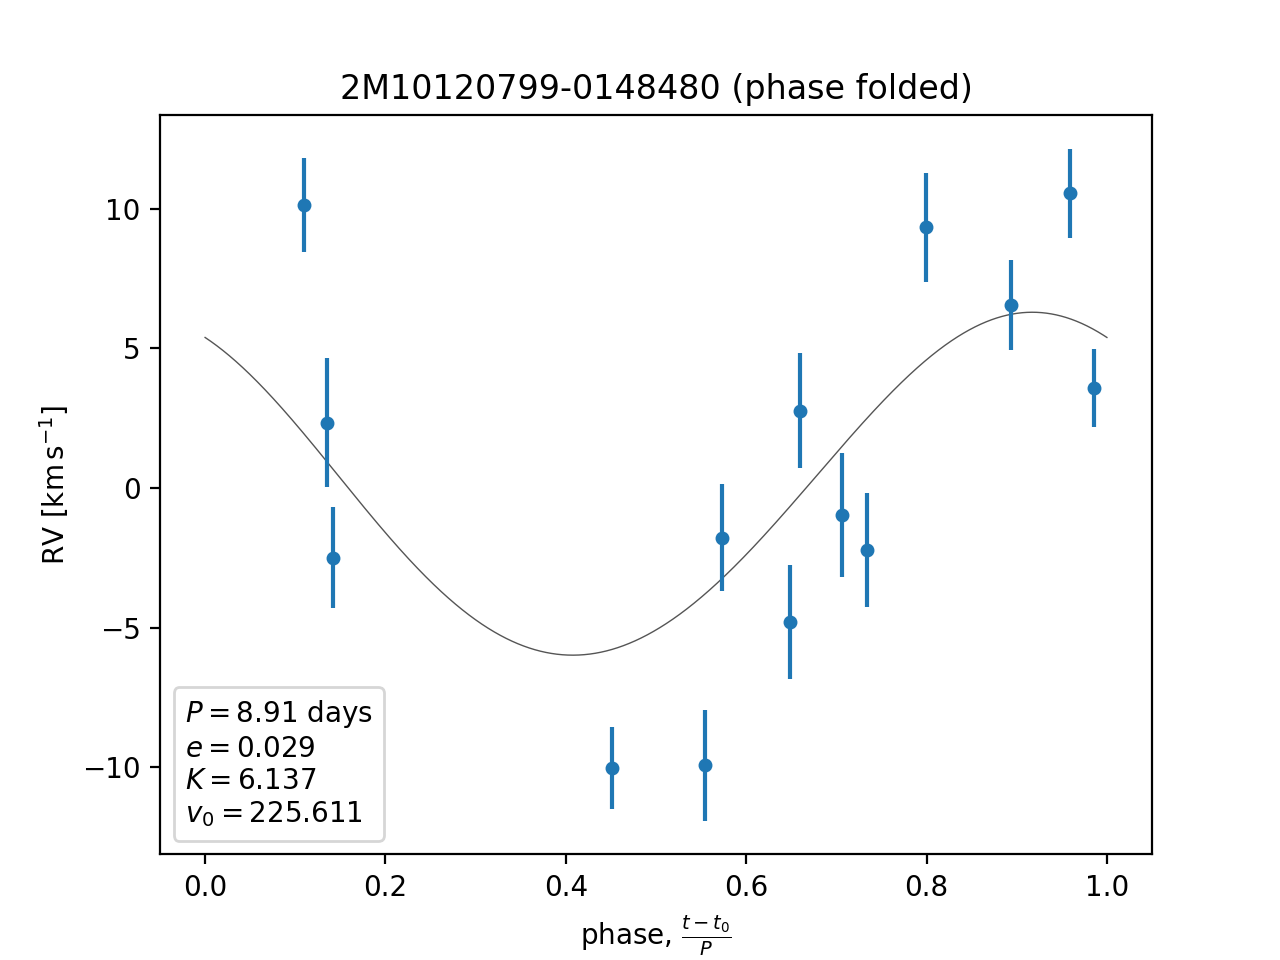 2M10120799-0148480 (phase folded)
RV [km s⁻¹]
10
5
0
−5
−10
P = 8.91 days
e = 0.029
K = 6.137
v₀ = 225.611
0.0 0.2 0.4 0.6 0.8 1.0
phase, (t − t₀)/P